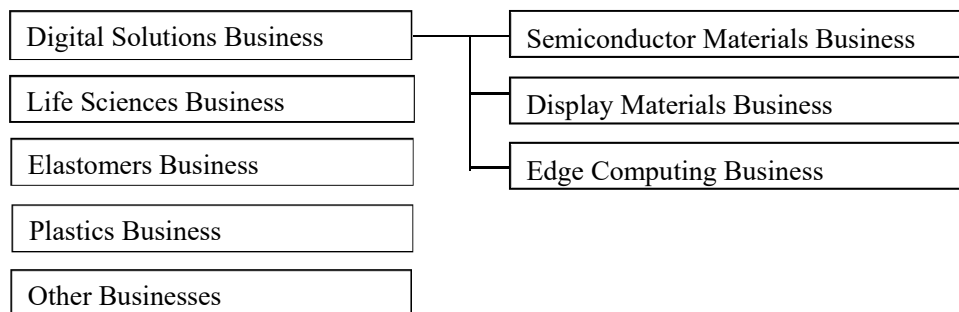 Digital Solutions Business
Semiconductor Materials Business
Life Sciences Business
Display Materials Business
Elastomers Business
Edge Computing Business
Plastics Business
Other Businesses